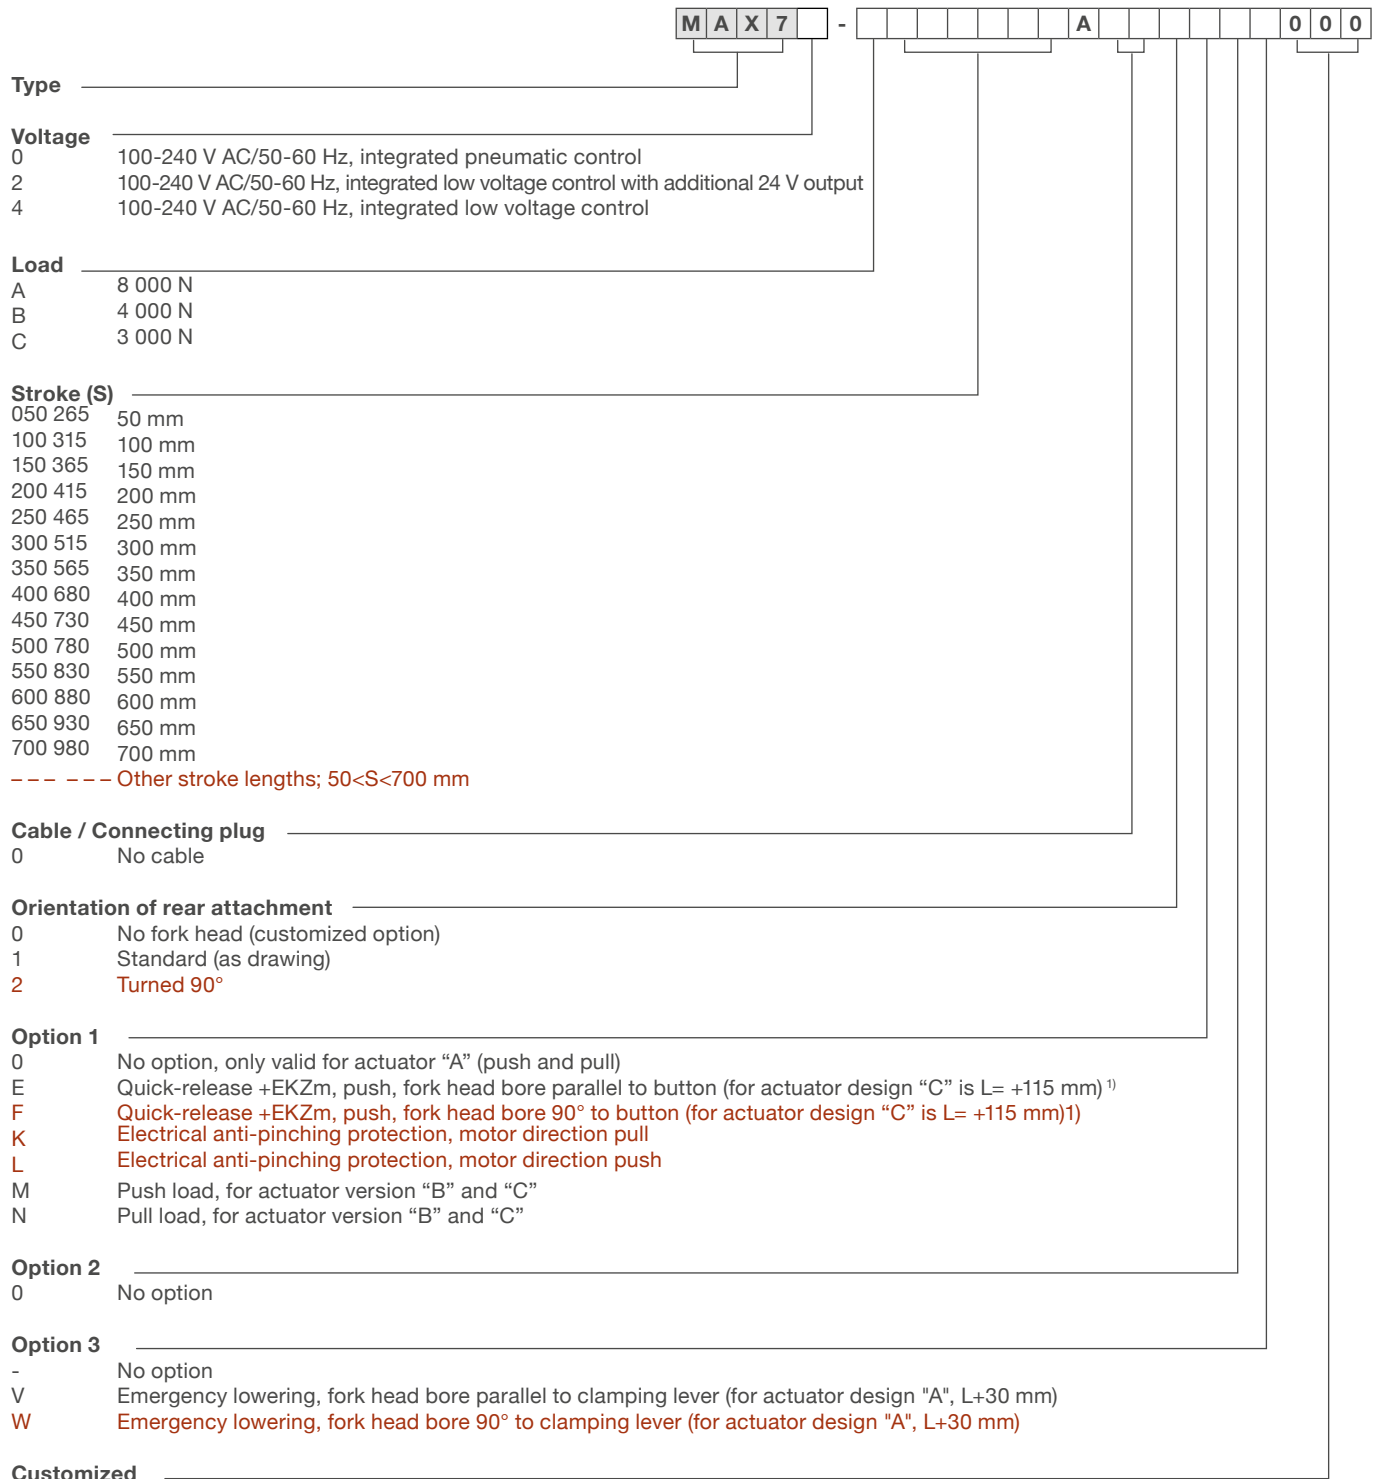 M A X 7 - A 0 0 0
Type
Voltage
0 100-240 V AC/50-60 Hz, integrated pneumatic control
2 100-240 V AC/50-60 Hz, integrated low voltage control with additional 24 V output
4 100-240 V AC/50-60 Hz, integrated low voltage control
Load
A 8 000 N
B 4 000 N
C 3 000 N
Stroke (S)
050 265 50 mm
100 315 100 mm
150 365 150 mm
200 415 200 mm
250 465 250 mm
300 515 300 mm
350 565 350 mm
400 680 400 mm
450 730 450 mm
500 780 500 mm
550 830 550 mm
600 880 600 mm
650 930 650 mm
700 980 700 mm
– – – – – – Other stroke lengths; 50<S<700 mm
Cable / Connecting plug
0 No cable
Orientation of rear attachment
0 No fork head (customized option)
1 Standard (as drawing)
2 Turned 90°
Option 1
0 No option, only valid for actuator “A” (push and pull)
E Quick-release +EKZm, push, fork head bore parallel to button (for actuator design “C” is L= +115 mm) 1)
F Quick-release +EKZm, push, fork head bore 90° to button (for actuator design “C” is L= +115 mm)1)
K Electrical anti-pinching protection, motor direction pull
L Electrical anti-pinching protection, motor direction push
M Push load, for actuator version “B” and “C”
N Pull load, for actuator version “B” and “C”
Option 2
0 No option
Option 3
- No option
V Emergency lowering, fork head bore parallel to clamping lever (for actuator design "A", L+30 mm)
W Emergency lowering, fork head bore 90° to clamping lever (for actuator design "A", L+30 mm)
Customized